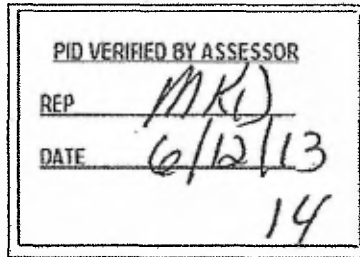 PID VERIFIED BY ASSESSOR
REP MKD
DATE 6/12/13
14